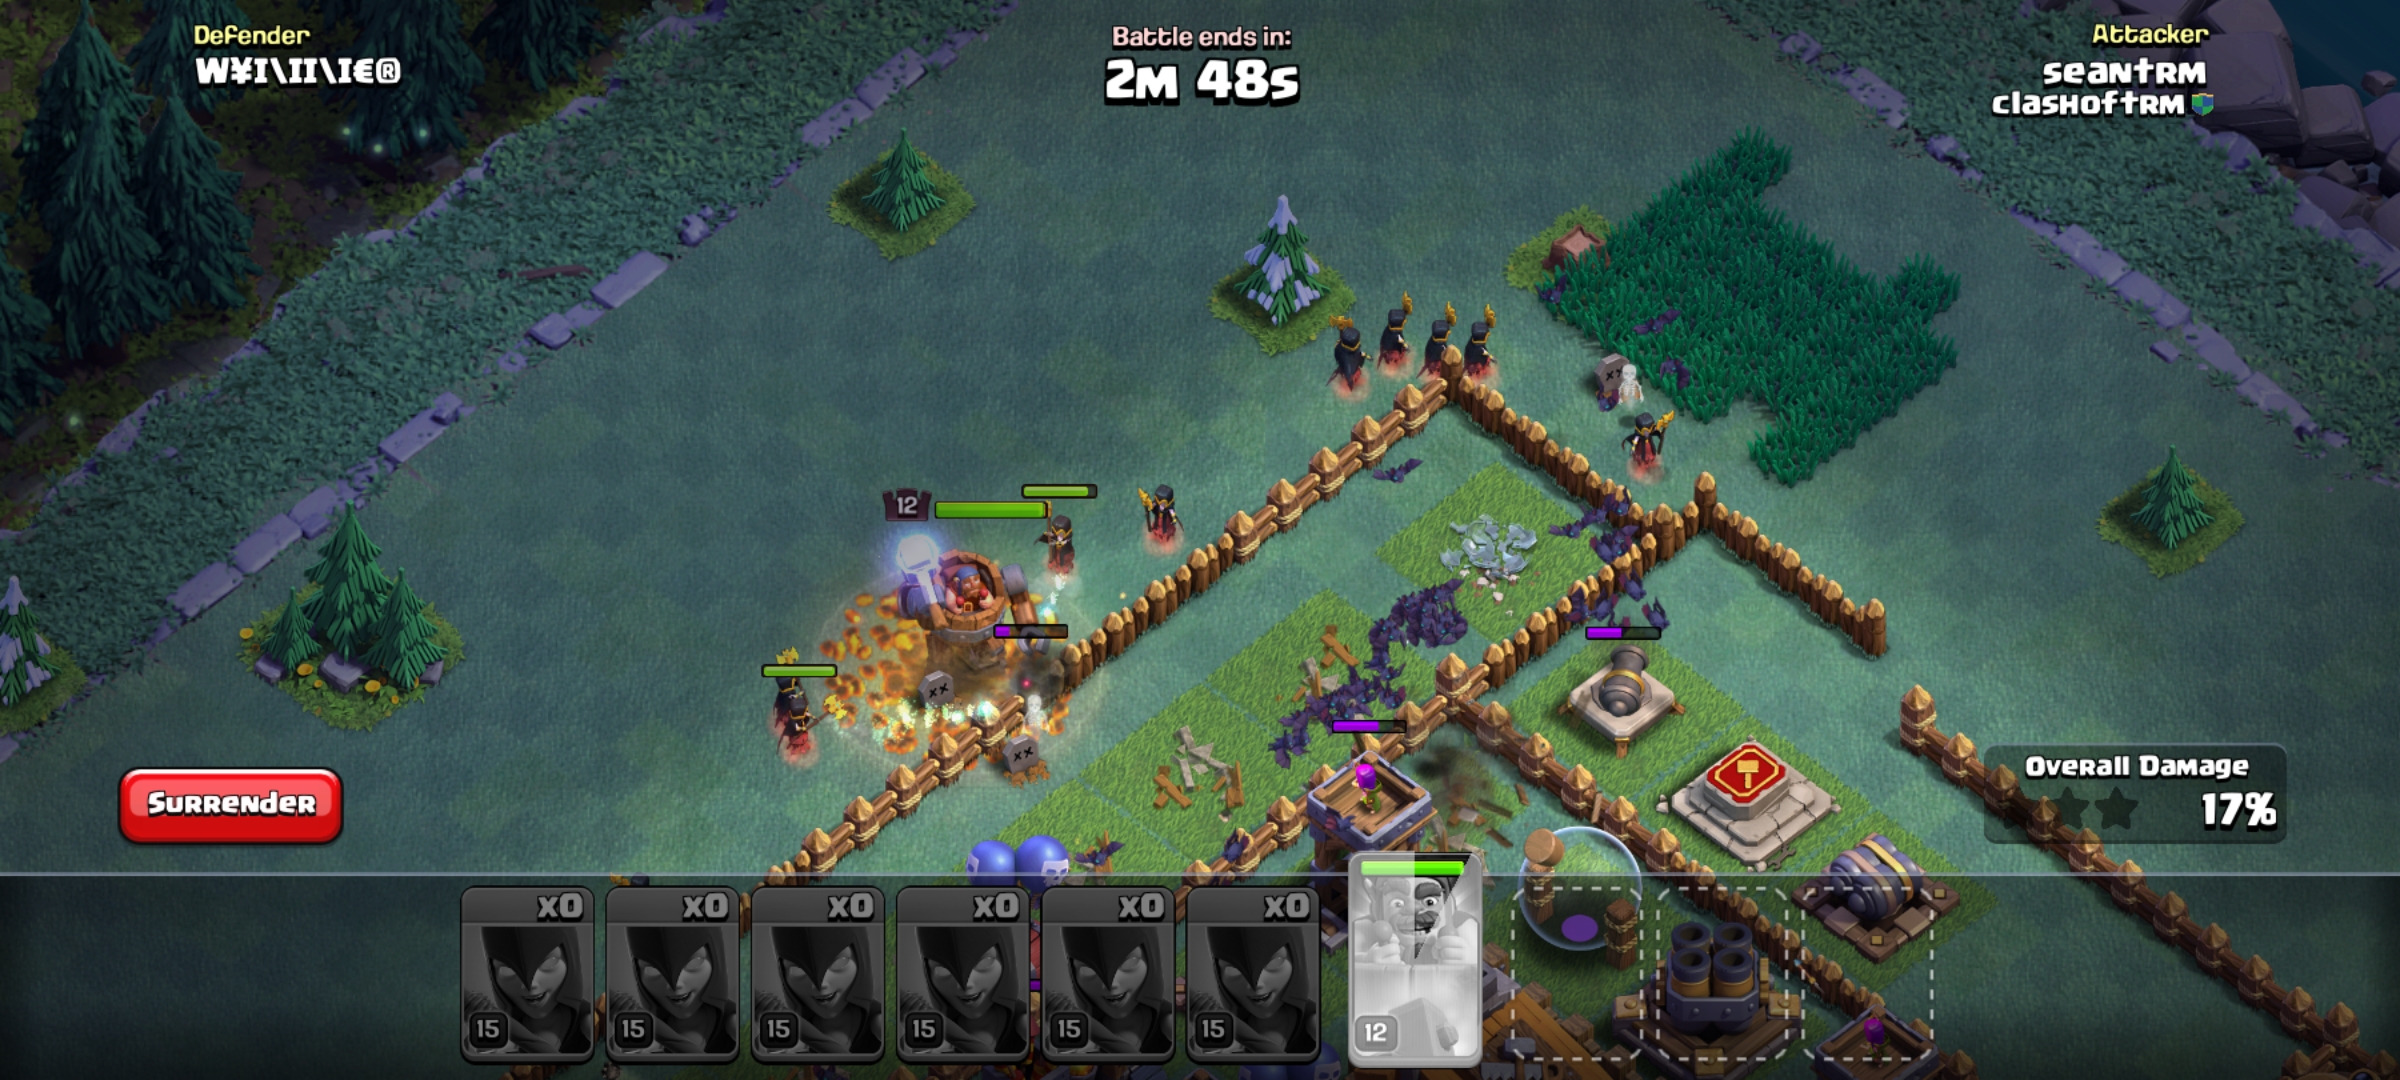 Defender
W¥I\II\I€®
Battle ends in:
2M 48s
Attacker
seantRM
clashoftRM
12
Surrender
Overall Damage
17%
x0
x0
x0
x0
x0
x0
15
15
15
15
15
15
12